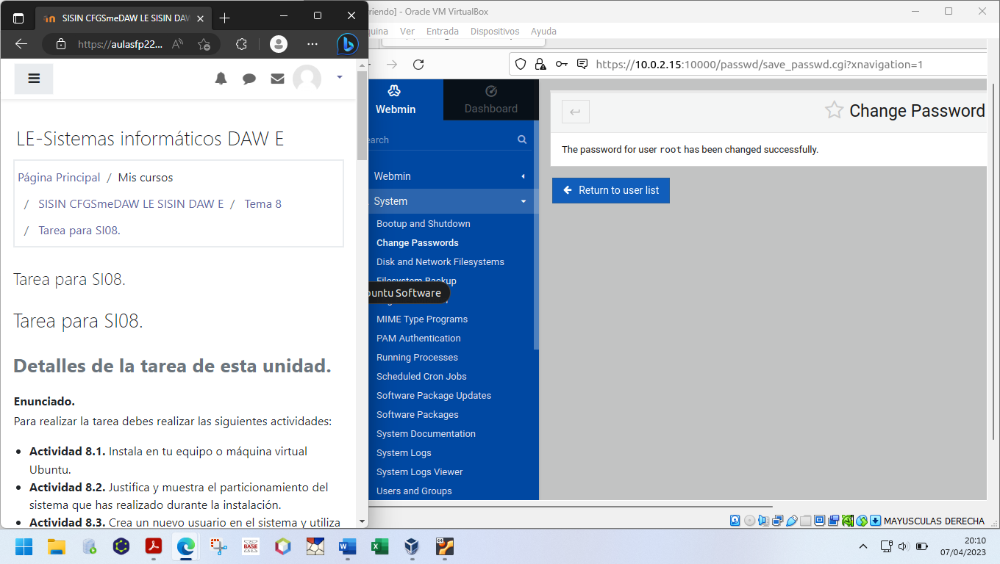 SISIN CFGSmeDAW LE SISIN DAW
https://aulasfp22...
LE-Sistemas informáticos DAW E
Página Principal / Mis cursos
/ SISIN CFGSmeDAW LE SISIN DAW E / Tema 8
/ Tarea para SI08.
Tarea para SI08.
Tarea para SI08.
Detalles de la tarea de esta unidad.
Enunciado.
Para realizar la tarea debes realizar las siguientes actividades:
Actividad 8.1. Instala en tu equipo o máquina virtual
Ubuntu.
Actividad 8.2. Justifica y muestra el particionamiento del
sistema que has realizado durante la instalación.
Actividad 8.3. Crea un nuevo usuario en el sistema y utiliza
rriendo] - Oracle VM VirtualBox
quina Ver Entrada Dispositivos Ayuda
https://10.0.2.15:10000/passwd/save_passwd.cgi?xnavigation=1
Webmin
Dashboard
earch
Webmin
System
Bootup and Shutdown
Change Passwords
Disk and Network Filesystems
Filesystem Backup
buntu Software
MIME Type Programs
PAM Authentication
Running Processes
Scheduled Cron Jobs
Software Package Updates
Software Packages
System Documentation
System Logs
System Logs Viewer
Users and Groups
Change Password
The password for user root has been changed successfully.
Return to user list
MAYUSCULAS DERECHA
BASE
64
20:10
07/04/2023